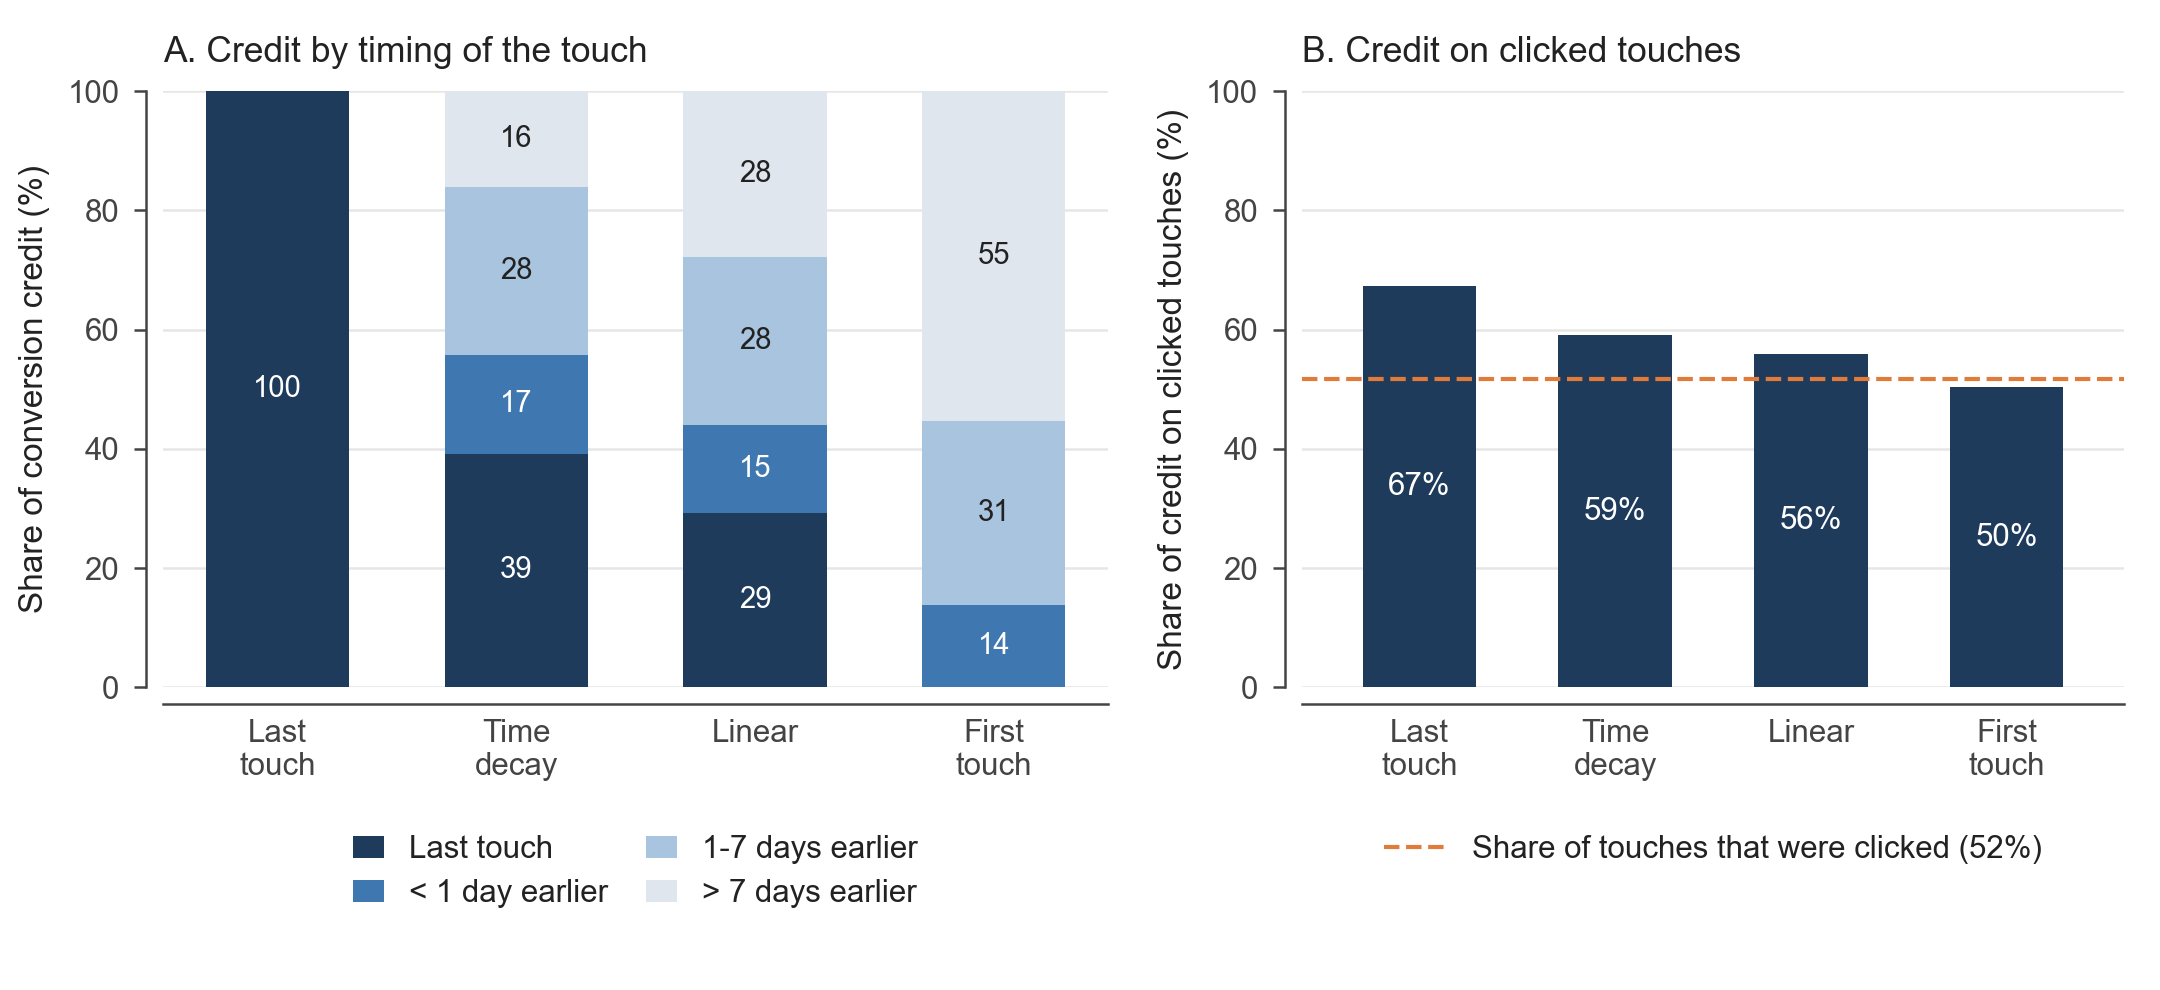 A. Credit by timing of the touch
Share of conversion credit (%)
100
80
60
40
20
0
100
16
28
17
39
28
28
15
29
55
31
14
Last
touch
Time
decay
Linear
First
touch
Last touch
< 1 day earlier
1-7 days earlier
> 7 days earlier
B. Credit on clicked touches
Share of credit on clicked touches (%)
100
80
60
40
20
0
67%
59%
56%
50%
Last
touch
Time
decay
Linear
First
touch
Share of touches that were clicked (52%)